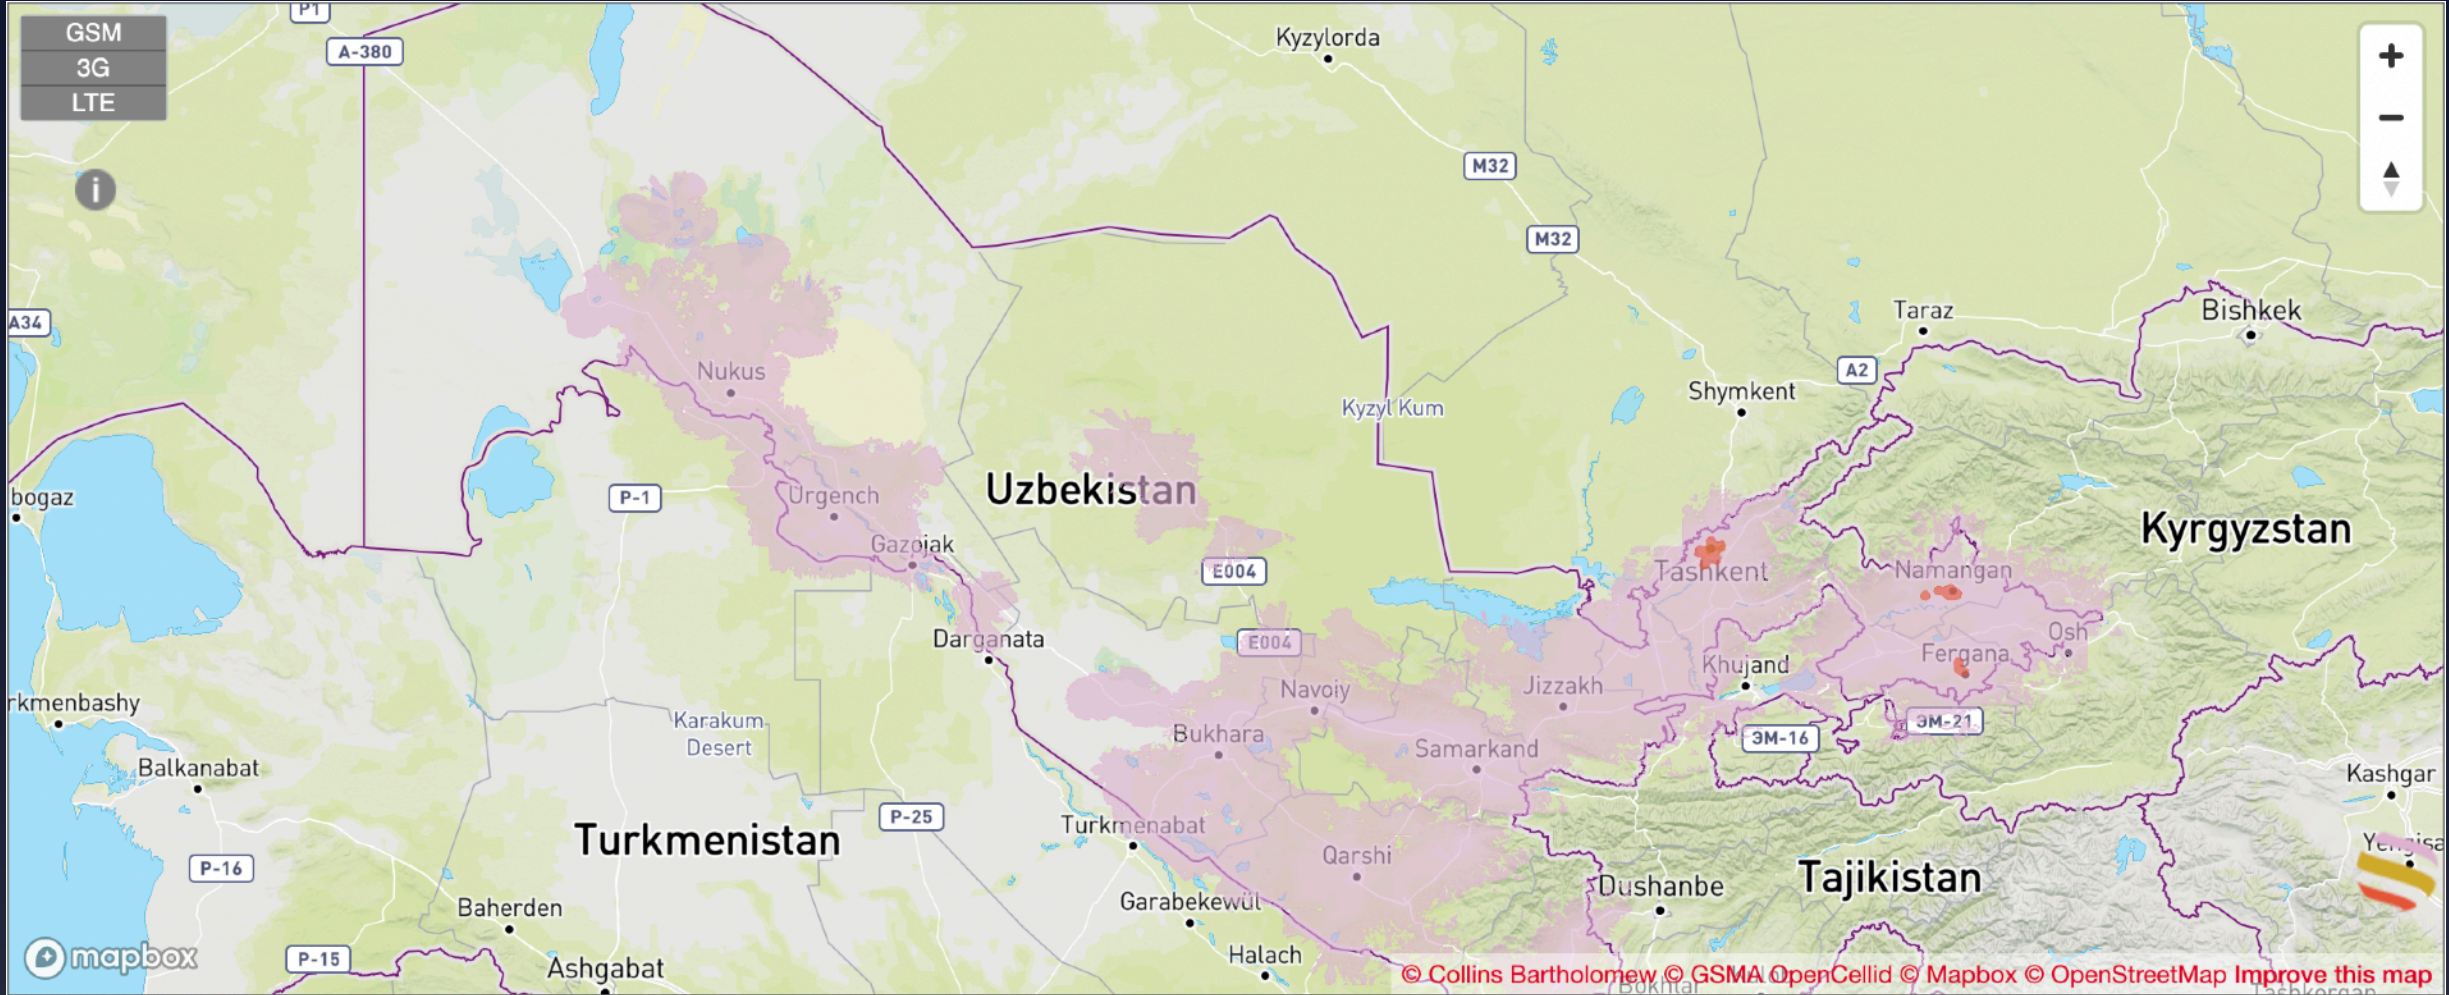 P1
GSM
Kyzylorda
A-380
3G
LTE
M32
M32
Taraz
Bishkek
A34
A2
Nukus
Shymkent
Kyzyl Kum
Uzbekistan
bogaz
P-1
Urgench
Kyrgyzstan
Gazojak
E004
Tashkent
Namangan
Darganata
E004
Osh
Fergana
Khujand
Navoiy
Jizzakh
rkmenbashy
Karakum
Desert
ЭM-21
Bukhara
ЭM-16
Samarkand
Balkanabat
Kashgar
P-25
Turkmenabat
Turkmenistan
Qarshi
P-16
Tajikistan
Dushanbe
Garabekewül
Baherden
mapbox
P-15
Halach
Ashgabat
© Collins Bartholomew © GSMA OpenCellid © Mapbox © OpenStreetMap Improve this map